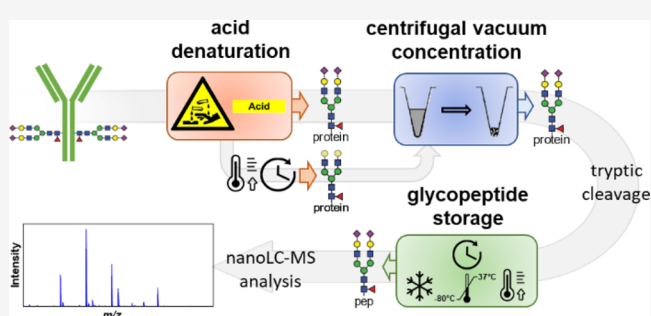 acid
denaturation
centrifugal vacuum
concentration
Acid
protein
protein
protein
tryptic
cleavage
glycopeptide
storage
nanoLC-MS
analysis
pep
-80°C
37°C
Intensity
m/z